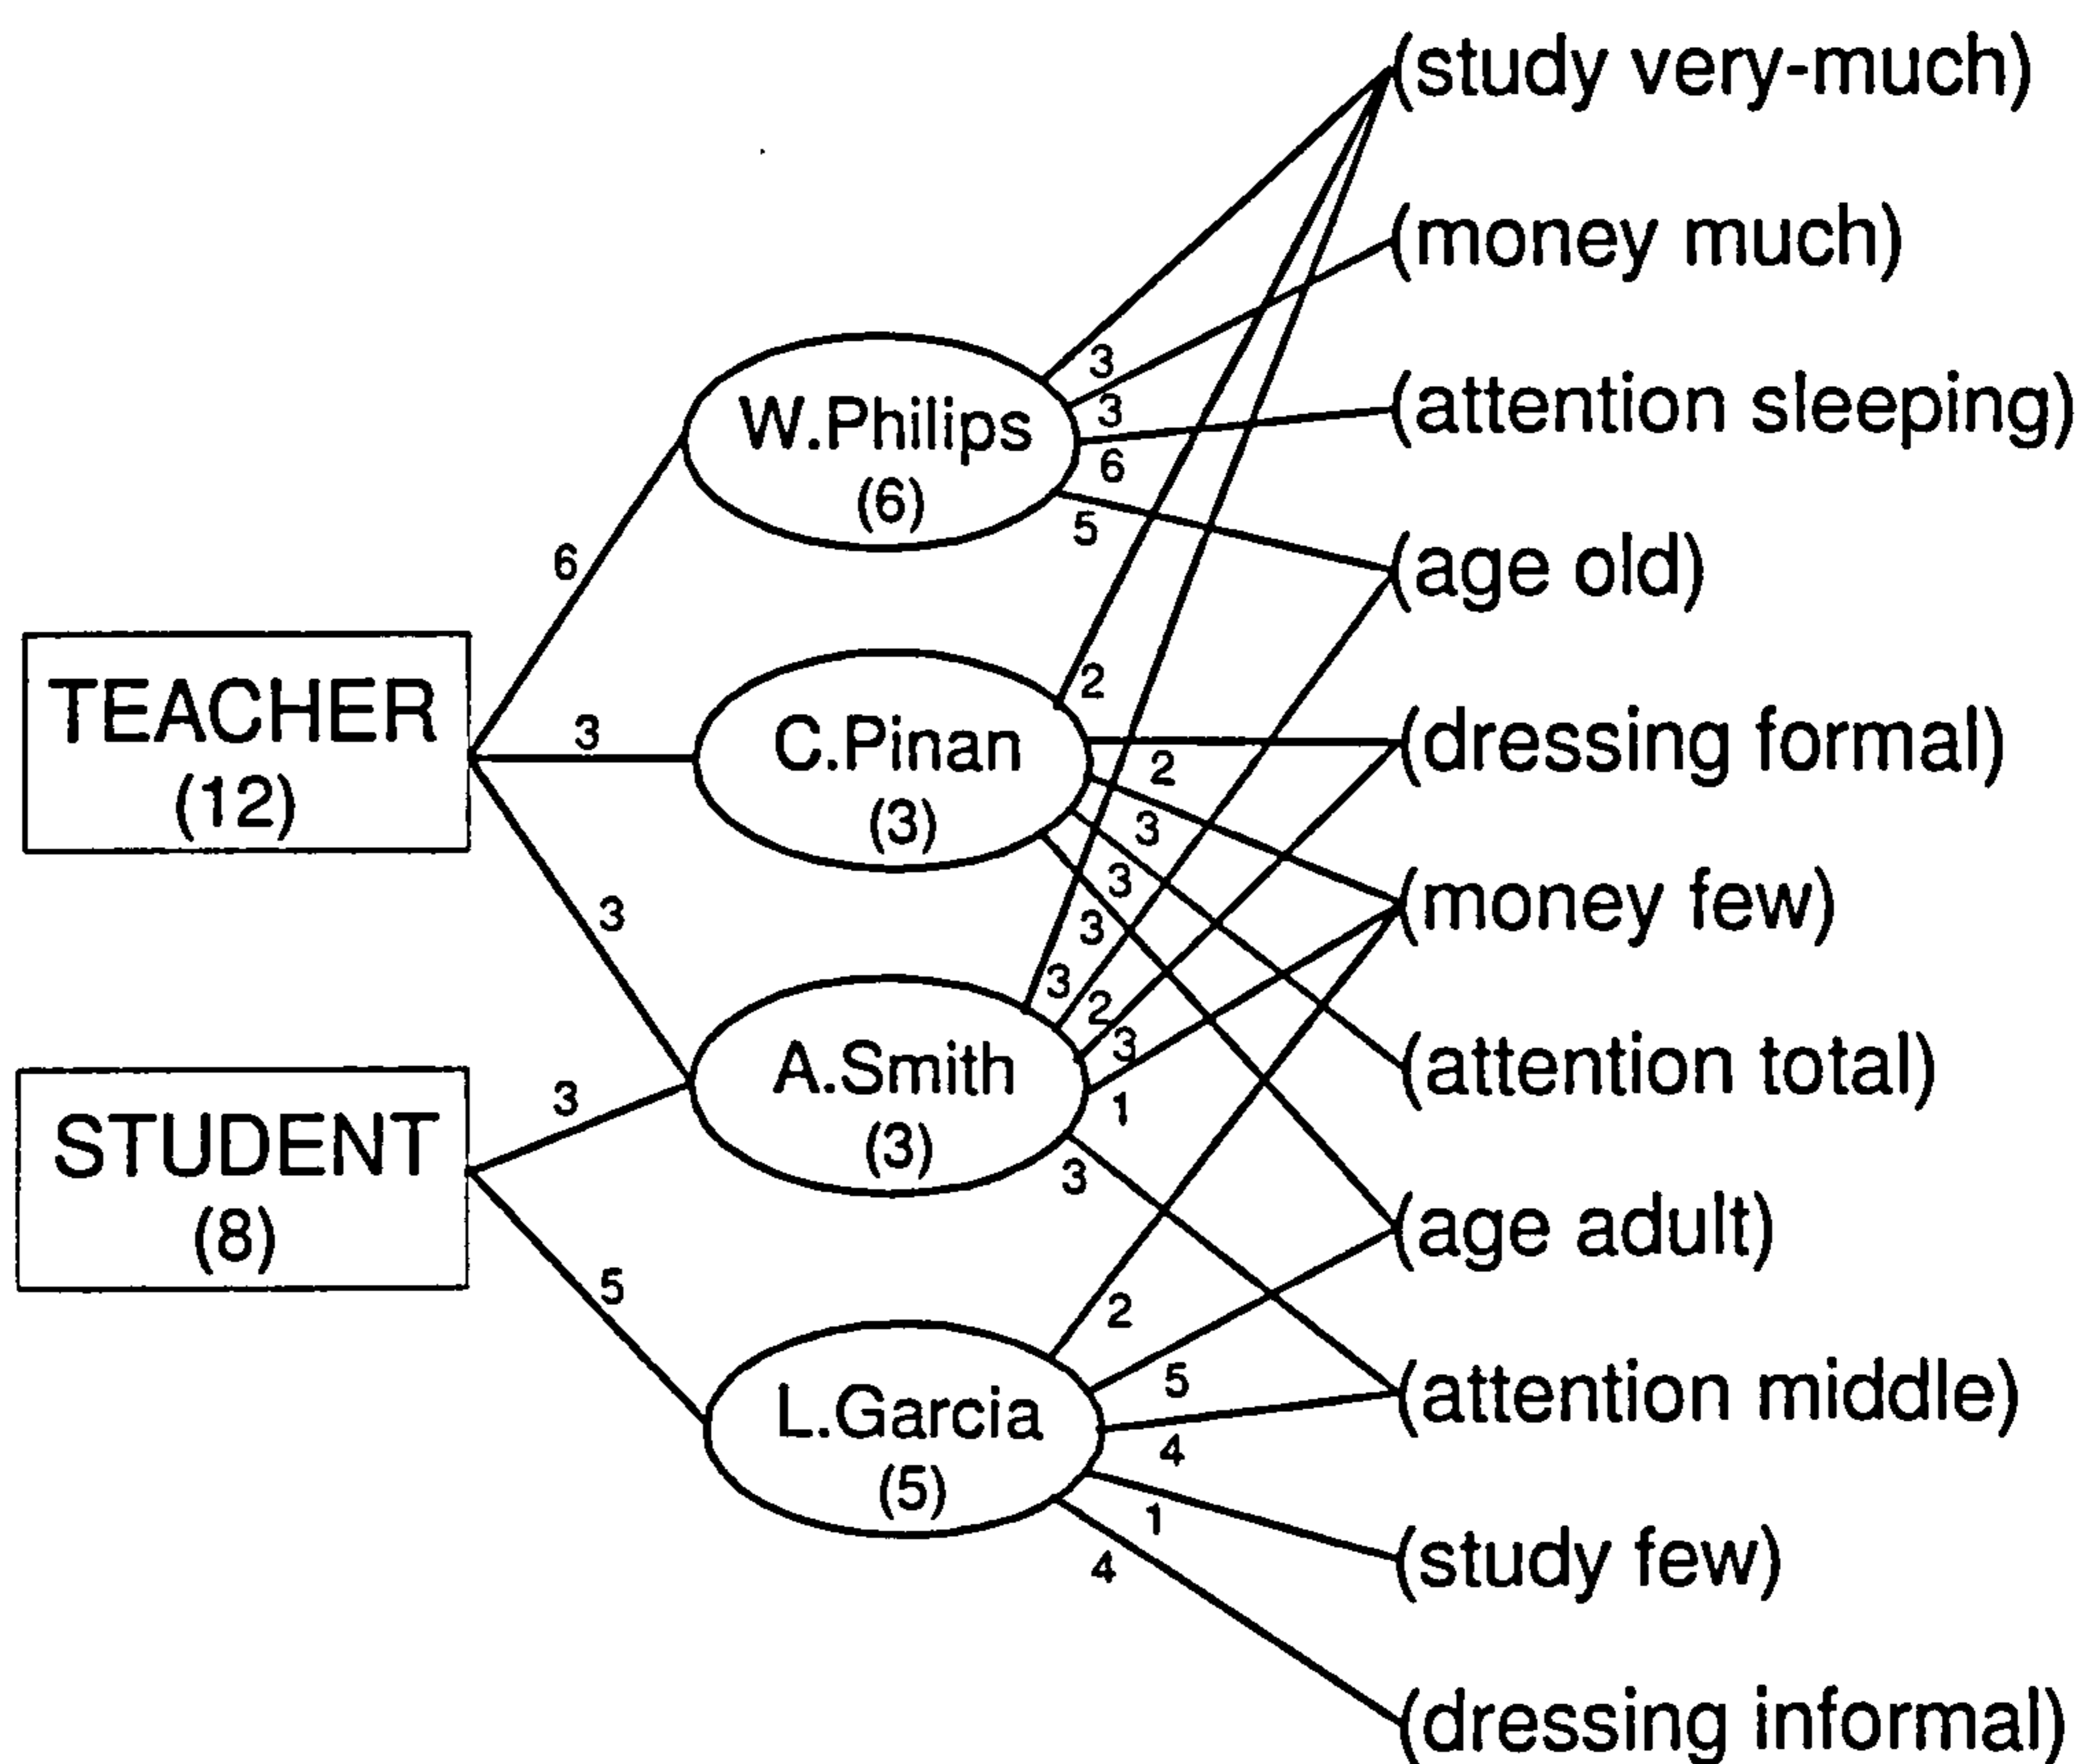 (study very-much)
(money much)
3
W.Philips
(6)
3
(attention sleeping)
6
5
6
(age old)
TEACHER
(12)
3
2
C.Pinan
(3)
2
(dressing formal)
3
3
3
(money few)
3
3
2
3
A.Smith
(3)
1
(attention total)
STUDENT
(8)
3
3
(age adult)
5
2
L.Garcia
(5)
5
(attention middle)
4
1
(study few)
4
(dressing informal)